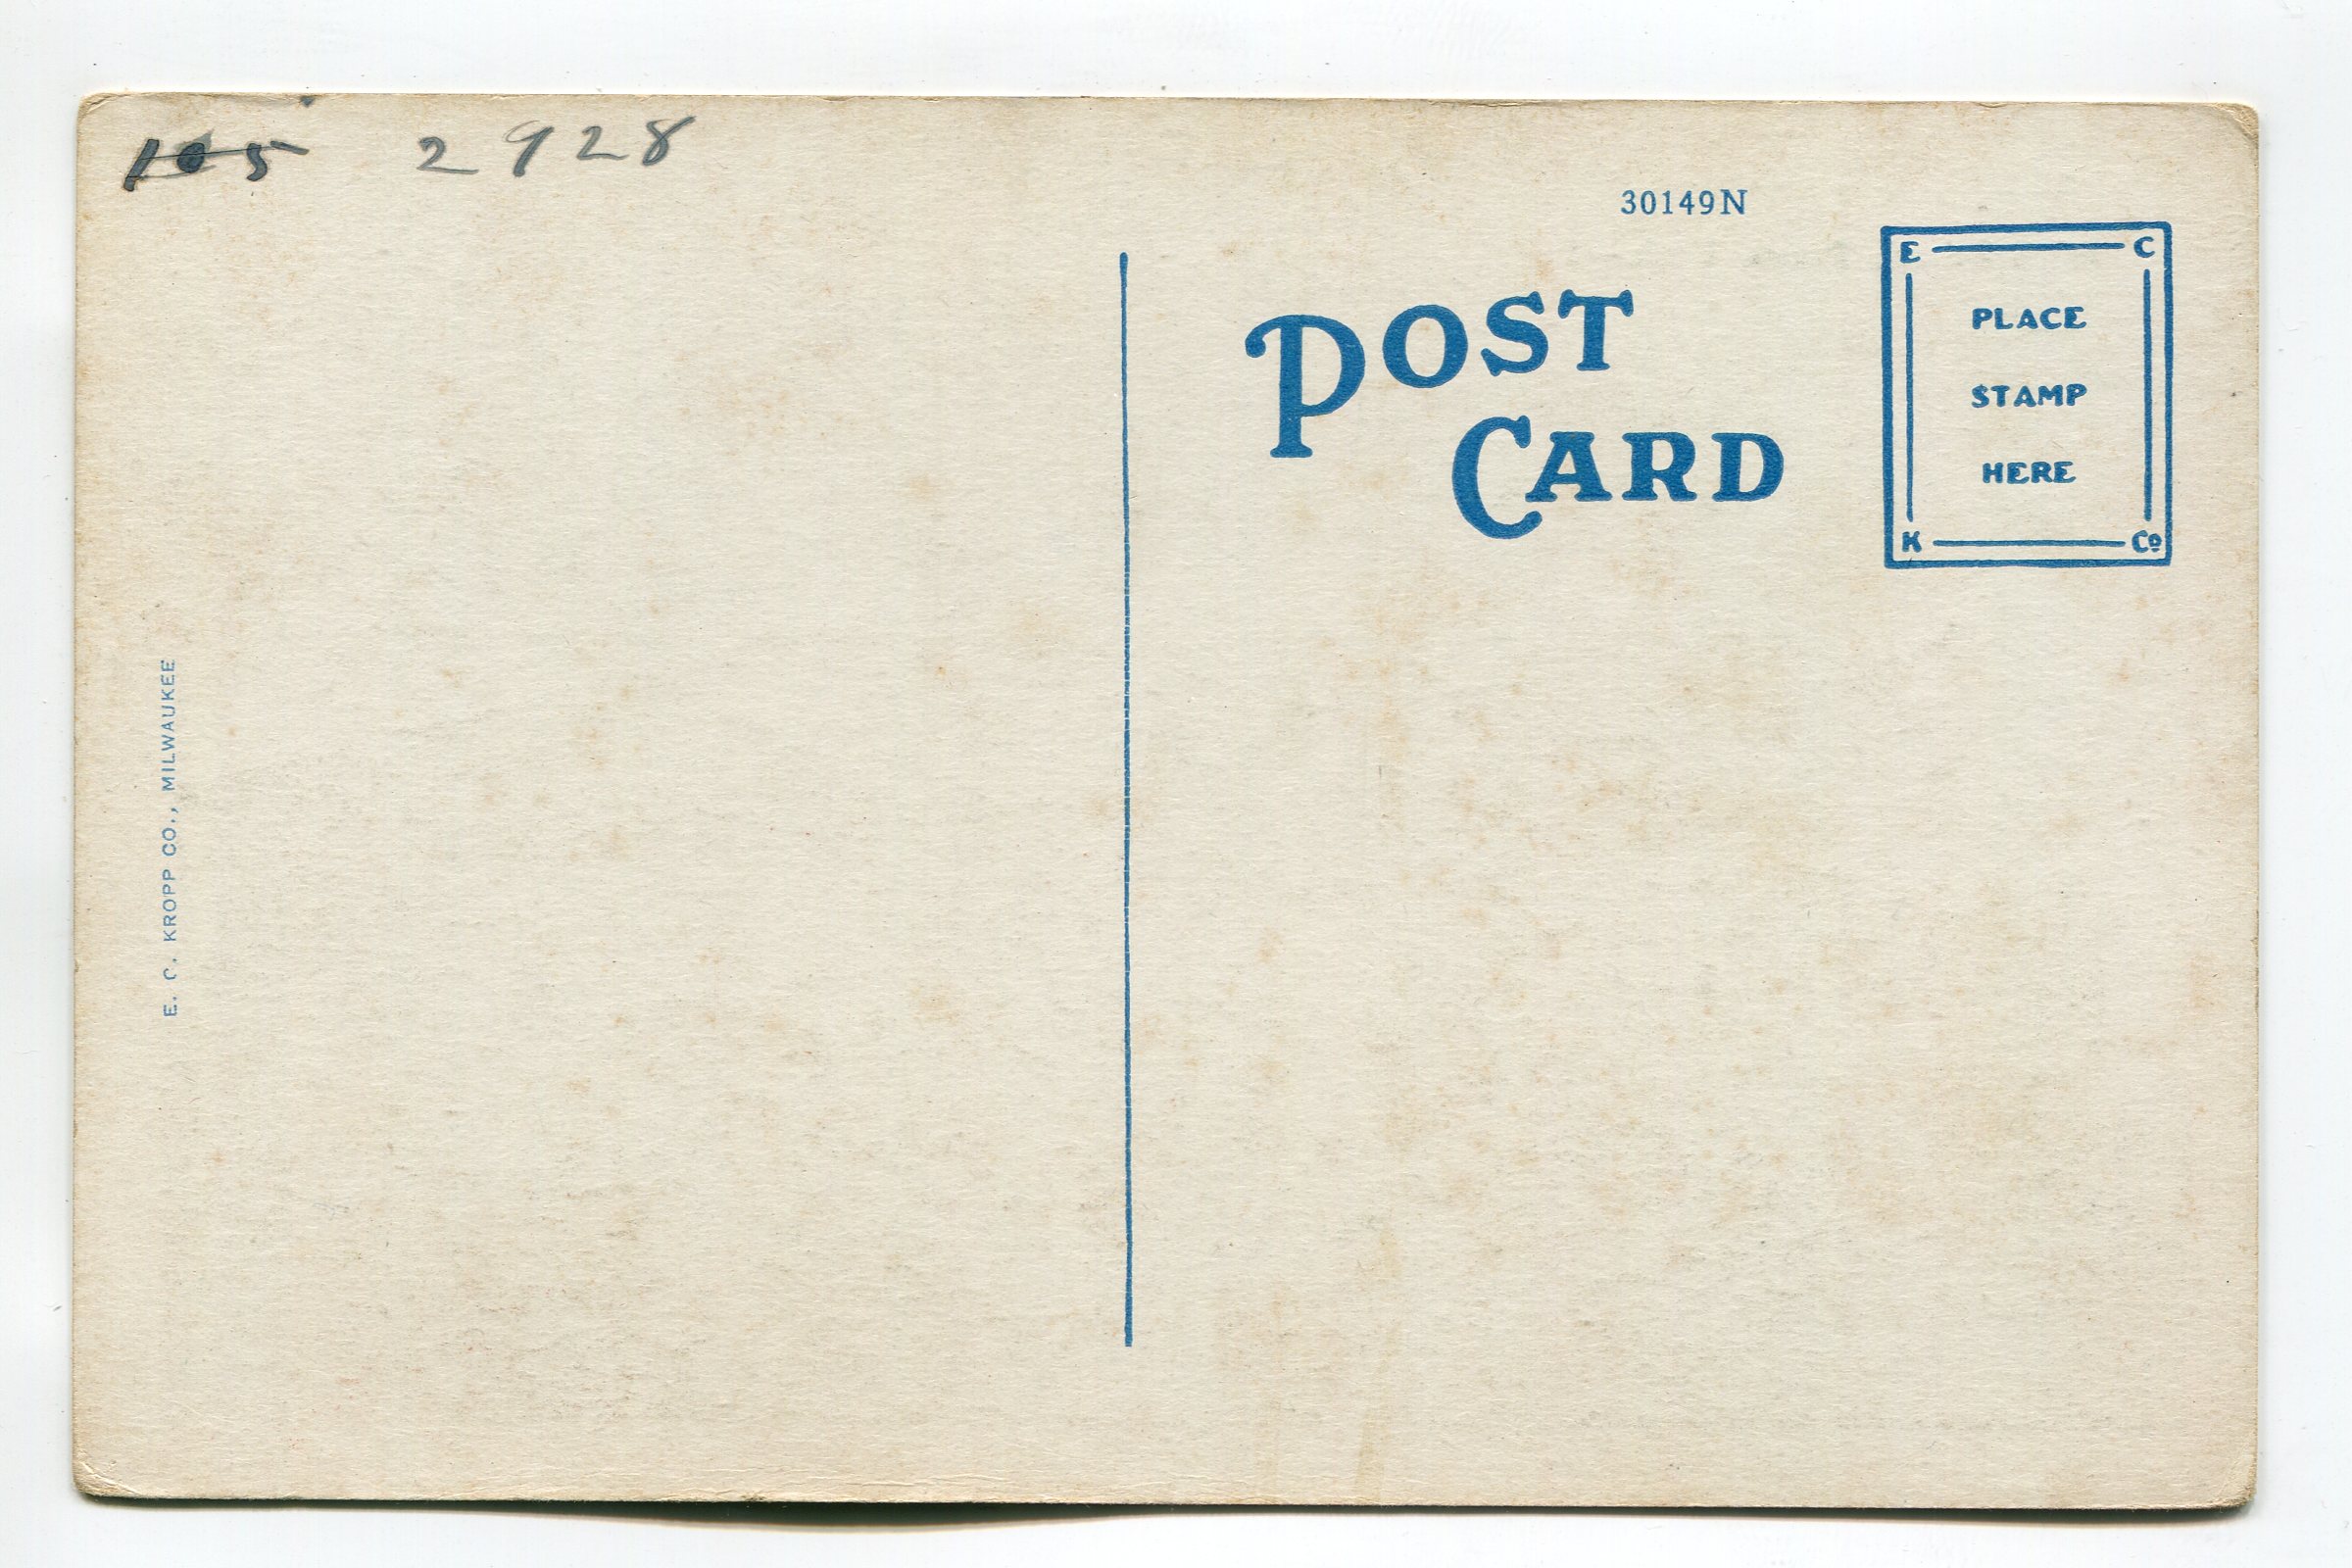 105 2928
30149N
POST
CARD
E C
PLACE
STAMP
HERE
K Co
E. C. KROPP CO., MILWAUKEE